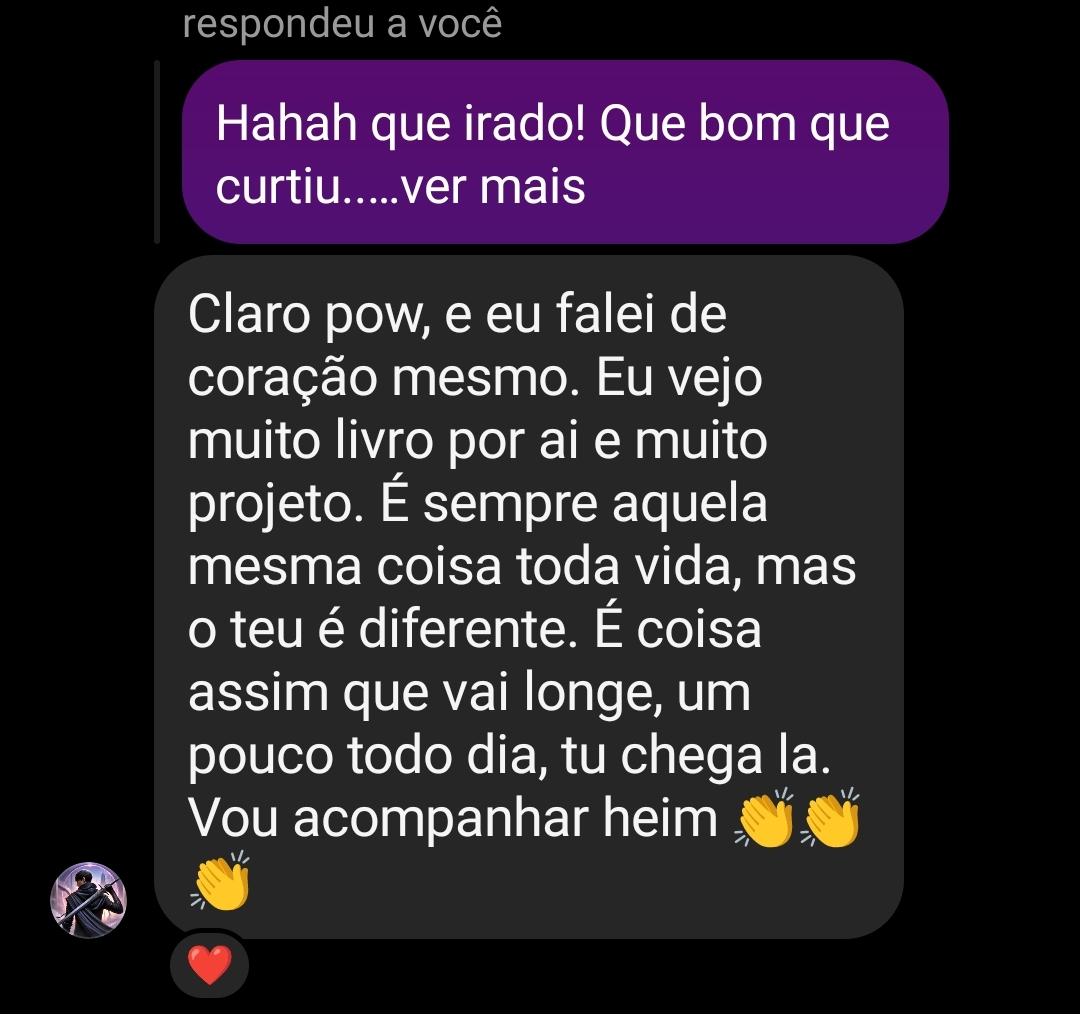 respondeu a você
Hahah que irado! Que bom que
curtiu.....ver mais
Claro pow, e eu falei de
coração mesmo. Eu vejo
muito livro por ai e muito
projeto. É sempre aquela
mesma coisa toda vida, mas
o teu é diferente. É coisa
assim que vai longe, um
pouco todo dia, tu chega la.
Vou acompanhar heim 👏👏
👏
❤️